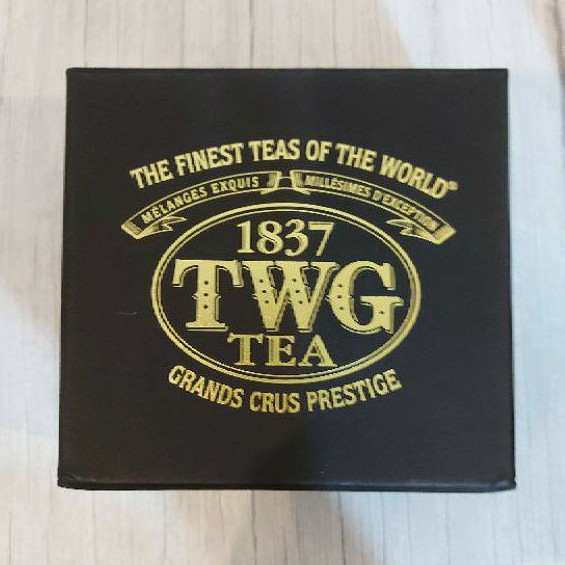 THE FINEST TEAS OF THE WORLD®
MÉLANGES EXQUIS MILLÉSIMES D'EXCEPTION
1837
TWG
TEA
GRANDS CRUS PRESTIGE